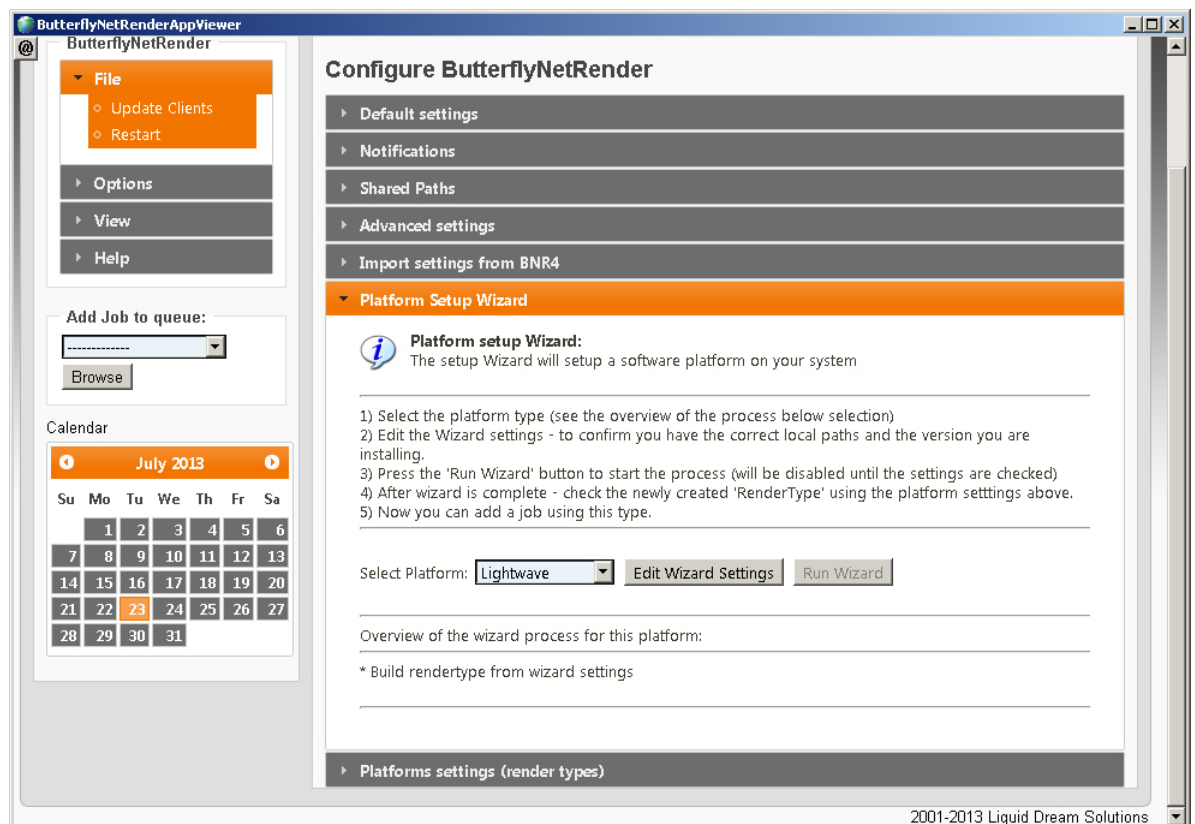 ButterflyNetRenderAppViewer
@
ButterflyNetRender
File
Update Clients
Restart
Options
View
Help
Add Job to queue:
-------------
Browse
Calendar
July 2013
Su Mo Tu We Th Fr Sa
1 2 3 4 5 6
7 8 9 10 11 12 13
14 15 16 17 18 19 20
21 22 23 24 25 26 27
28 29 30 31
Configure ButterflyNetRender
Default settings
Notifications
Shared Paths
Advanced settings
Import settings from BNR4
Platform Setup Wizard
Platform setup Wizard:
The setup Wizard will setup a software platform on your system
1) Select the platform type (see the overview of the process below selection)
2) Edit the Wizard settings - to confirm you have the correct local paths and the version you are
installing.
3) Press the 'Run Wizard' button to start the process (will be disabled until the settings are checked)
4) After wizard is complete - check the newly created 'RenderType' using the platform setttings above.
5) Now you can add a job using this type.
Select Platform: Lightwave Edit Wizard Settings Run Wizard
Overview of the wizard process for this platform:
* Build rendertype from wizard settings
Platforms settings (render types)
2001-2013 Liquid Dream Solutions